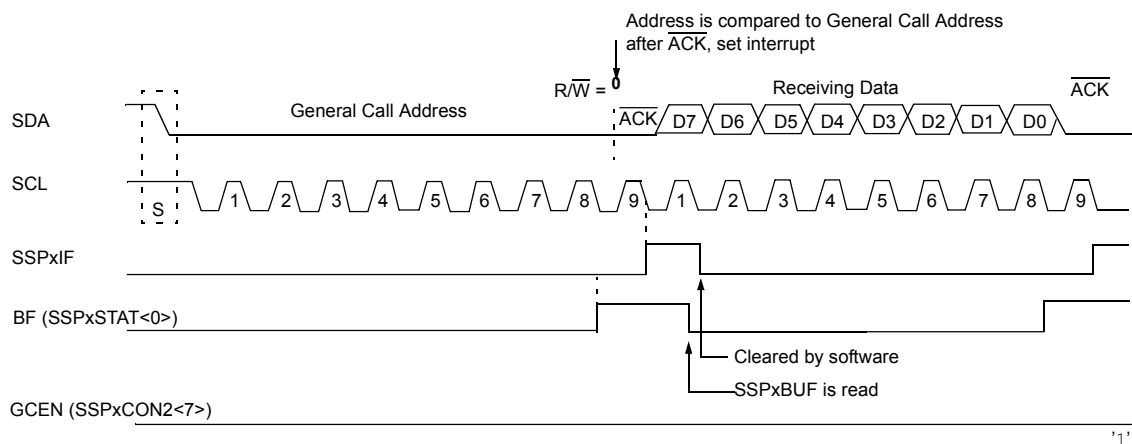 Address is compared to General Call Address
after ACK, set interrupt
R/W = 0
General Call Address
Receiving Data
ACK
SDA
ACK D7 D6 D5 D4 D3 D2 D1 D0
SCL
S
1 2 3 4 5 6 7 8 9 1 2 3 4 5 6 7 8 9
SSPxIF
BF (SSPxSTAT<0>)
Cleared by software
SSPxBUF is read
GCEN (SSPxCON2<7>)
'1'